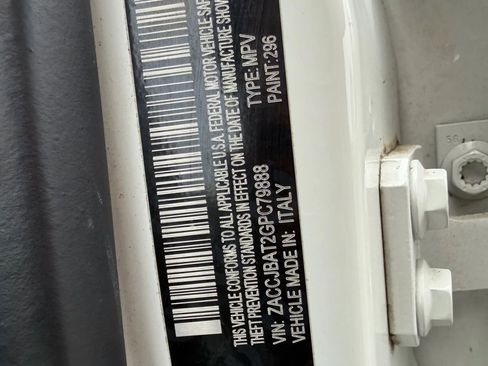 THIS VEHICLE CONFORMS TO ALL APPLICABLE U.S.A. FEDERAL MOTOR VEHICLE SAF
THEFT PREVENTION STANDARDS IN EFFECT ON THE DATE OF MANUFACTURE SHOW
VIN: ZACCJBAT2GPC79888 TYPE: MPV
VEHICLE MADE IN: ITALY PAINT: 296